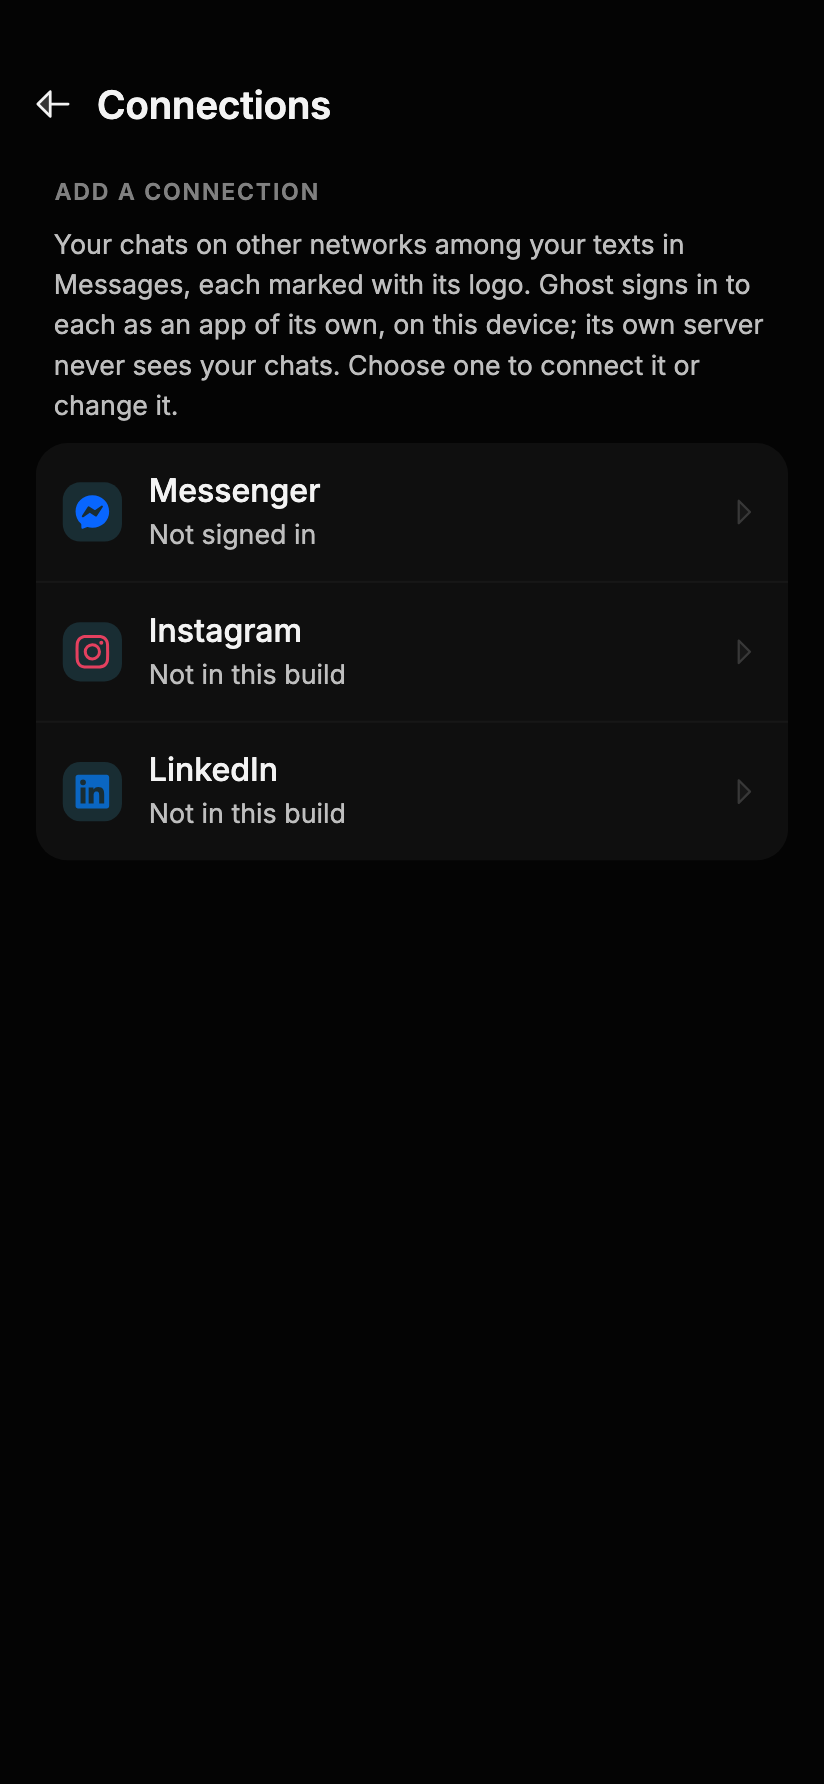 Connections
ADD A CONNECTION
Your chats on other networks among your texts in
Messages, each marked with its logo. Ghost signs in to
each as an app of its own, on this device; its own server
never sees your chats. Choose one to connect it or
change it.
Messenger
Not signed in
Instagram
Not in this build
LinkedIn
Not in this build